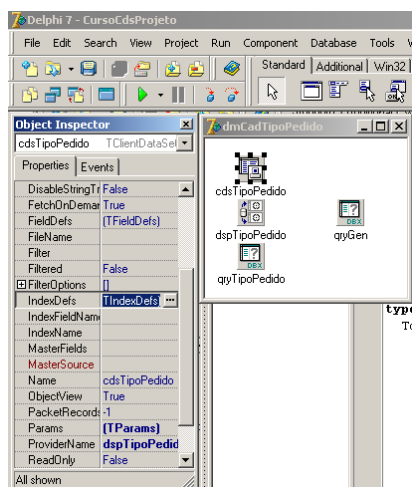 Delphi 7 - CursoCdsProjeto
File Edit Search View Project Run Component Database Tools
Standard Additional Win32
Object Inspector
cdsTipoPedido TClientDataSet
Properties Events
DisableStringTr False
FetchOnDeman True
FieldDefs (TFieldDefs)
FileName
Filter
Filtered False
FilterOptions []
IndexDefs TIndexDefs)
IndexFieldNam
IndexName
MasterFields
MasterSource
Name cdsTipoPedido
ObjectView True
PacketRecords -1
Params (TParams)
ProviderName dspTipoPedid
ReadOnly False
All shown
dmCadTipoPedido
cdsTipoPedido
dspTipoPedido
qryGen
DBX
qryTipoPedido
DBX
type